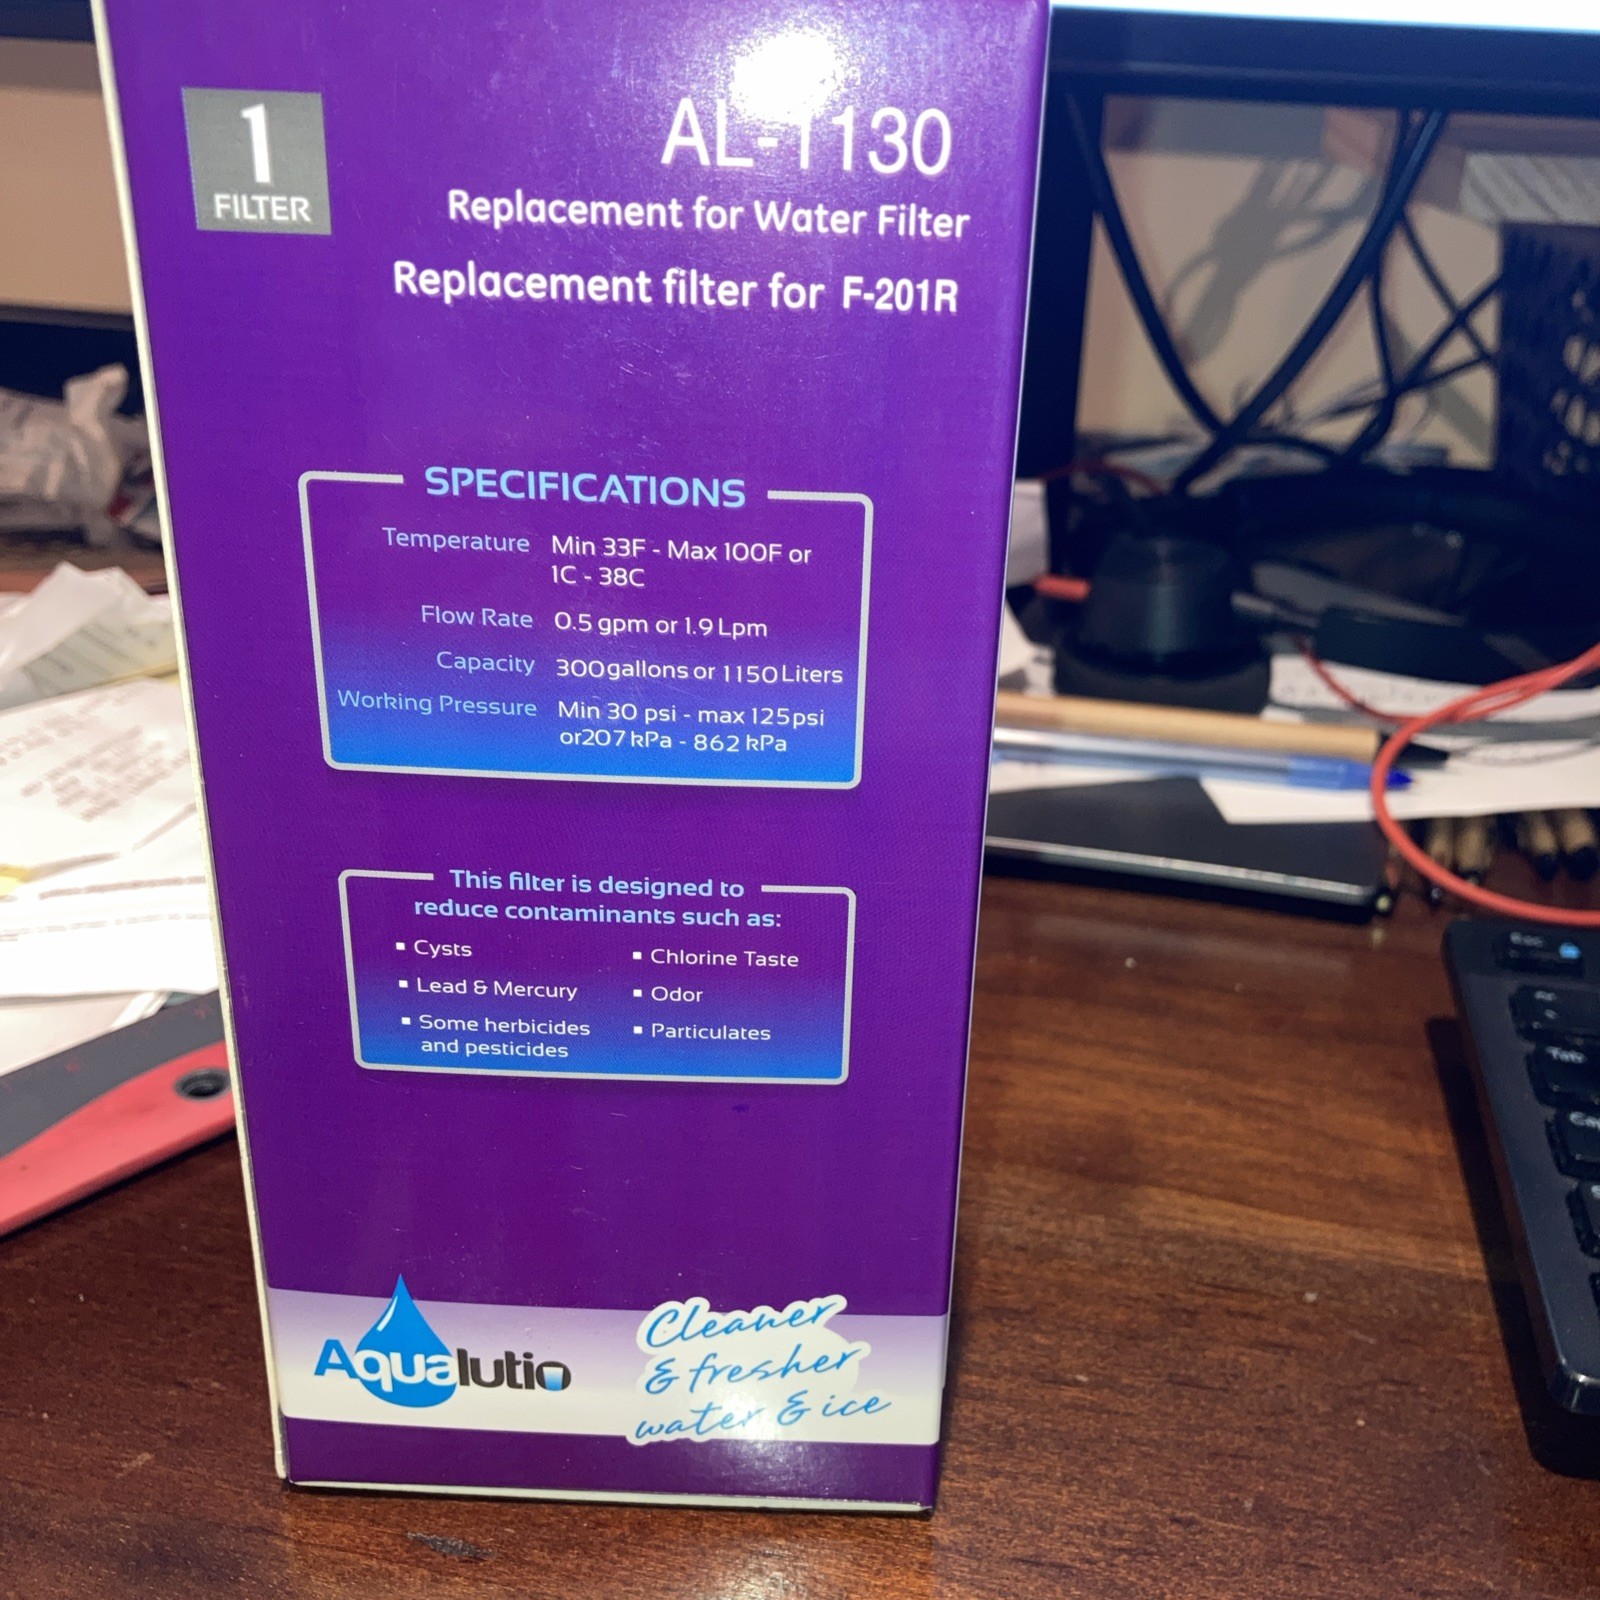 1
FILTER
AL-1130
Replacement for Water Filter
Replacement filter for F-201R
SPECIFICATIONS
Temperature Min 33F - Max 100F or
1C - 38C
Flow Rate 0.5 gpm or 1.9 Lpm
Capacity 300gallons or 1150Liters
Working Pressure Min 30 psi - max 125psi
or207kPa - 862 kPa
This filter is designed to
reduce contaminants such as:
▪ Cysts
▪ Lead & Mercury
▪ Some herbicides
and pesticides
▪ Chlorine Taste
▪ Odor
▪ Particulates
Aqualutio
Cleaner
& fresher
water & ice
Esc
Tab